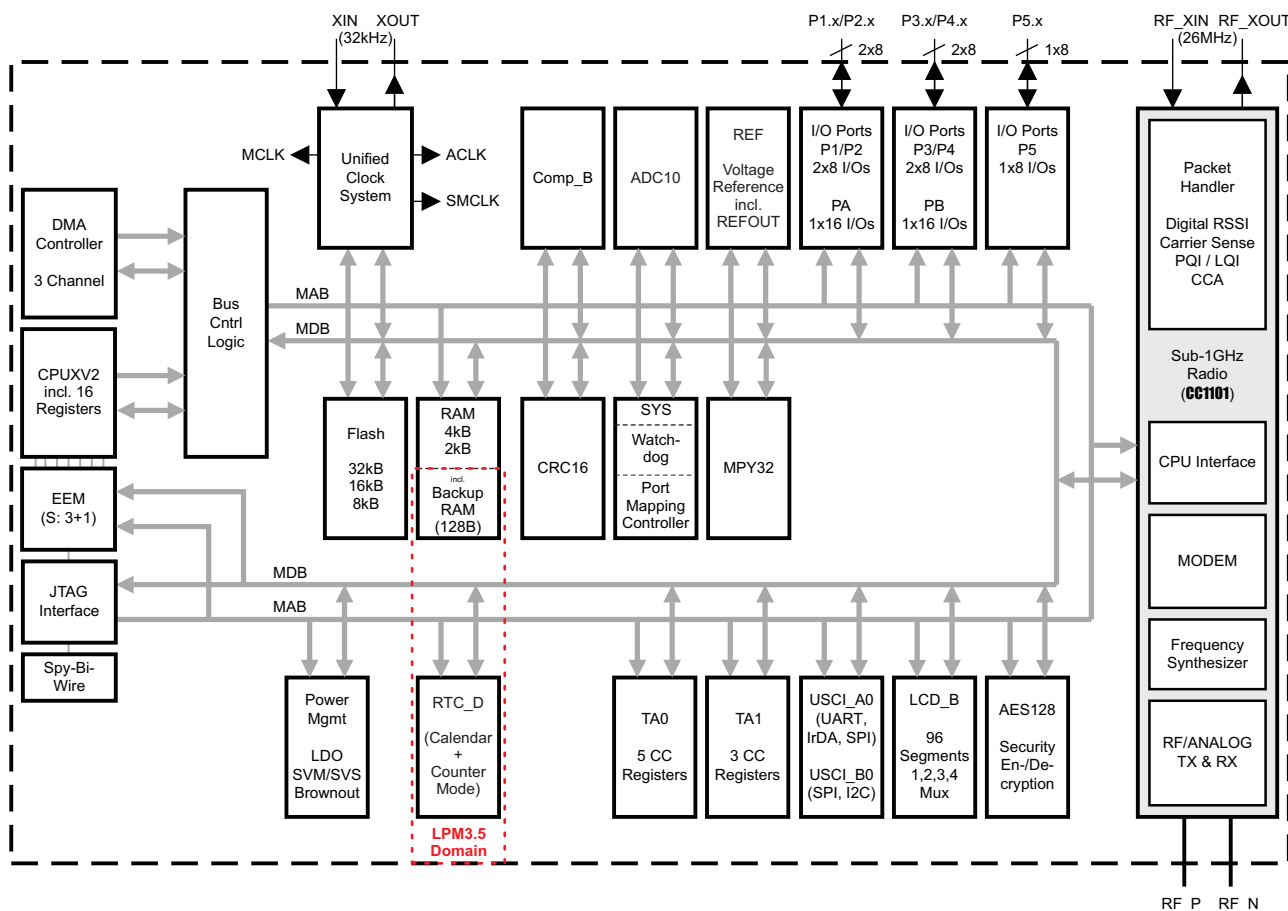 XIN XOUT
(32kHz)
P1.x/P2.x
2x8
P3.x/P4.x
2x8
P5.x
1x8
RF_XIN RF_XOUT
(26MHz)
MCLK
Unified
Clock
System
ACLK
SMCLK
Comp_B
ADC10
REF
Voltage
Reference
incl.
REFOUT
I/O Ports
P1/P2
2x8 I/Os
PA
1x16 I/Os
I/O Ports
P3/P4
2x8 I/Os
PB
1x16 I/Os
I/O Ports
P5
1x8 I/Os
Packet
Handler
Digital RSSI
Carrier Sense
PQI / LQI
CCA
DMA
Controller
3 Channel
Bus
Cntrl
Logic
MAB
MDB
CPUXV2
incl. 16
Registers
Sub-1GHz
Radio
(CC1101)
Flash
32kB
16kB
8kB
RAM
4kB
2kB
incl.
Backup
RAM
(128B)
CRC16
SYS
Watch-
dog
Port
Mapping
Controller
MPY32
CPU Interface
EEM
(S: 3+1)
MODEM
JTAG
Interface
MDB
MAB
Frequency
Synthesizer
Spy-Bi-
Wire
Power
Mgmt
LDO
SVM/SVS
Brownout
RTC_D
(Calendar
+
Counter
Mode)
TA0
5 CC
Registers
TA1
3 CC
Registers
USCI_A0
(UART,
IrDA, SPI)
USCI_B0
(SPI, I2C)
LCD_B
96
Segments
1,2,3,4
Mux
AES128
Security
En-/De-
cryption
RF/ANALOG
TX & RX
LPM3.5
Domain
RF_P RF_N